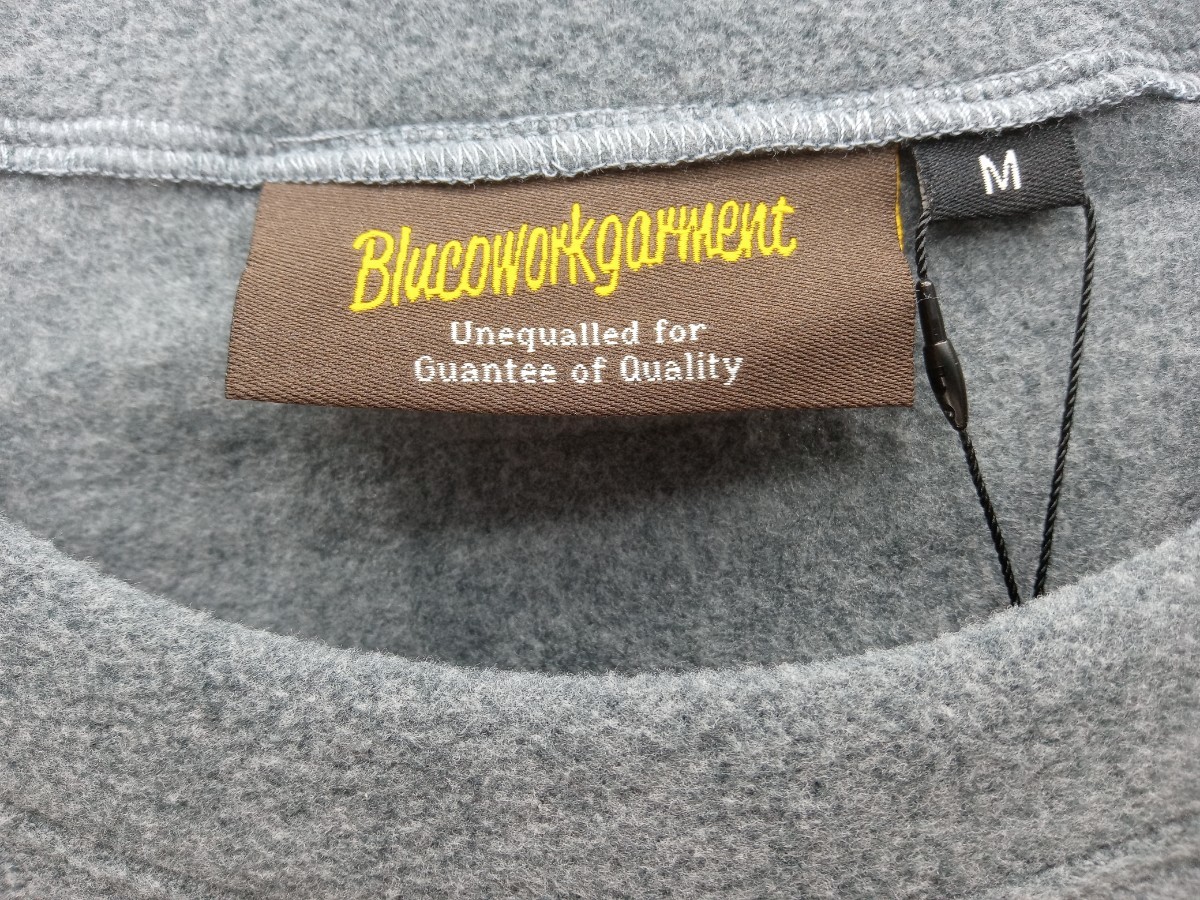 Blucoworkgarment
Unequalled for
Guantee of Quality
M